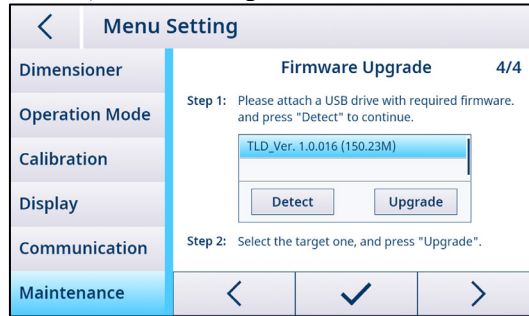 Menu Setting
Dimensioner
Operation Mode
Calibration
Display
Communication
Maintenance
Firmware Upgrade 4/4
Step 1: Please attach a USB drive with required firmware.
and press "Detect" to continue.
TLD_Ver. 1.0.016 (150.23M)
Detect Upgrade
Step 2: Select the target one, and press "Upgrade".